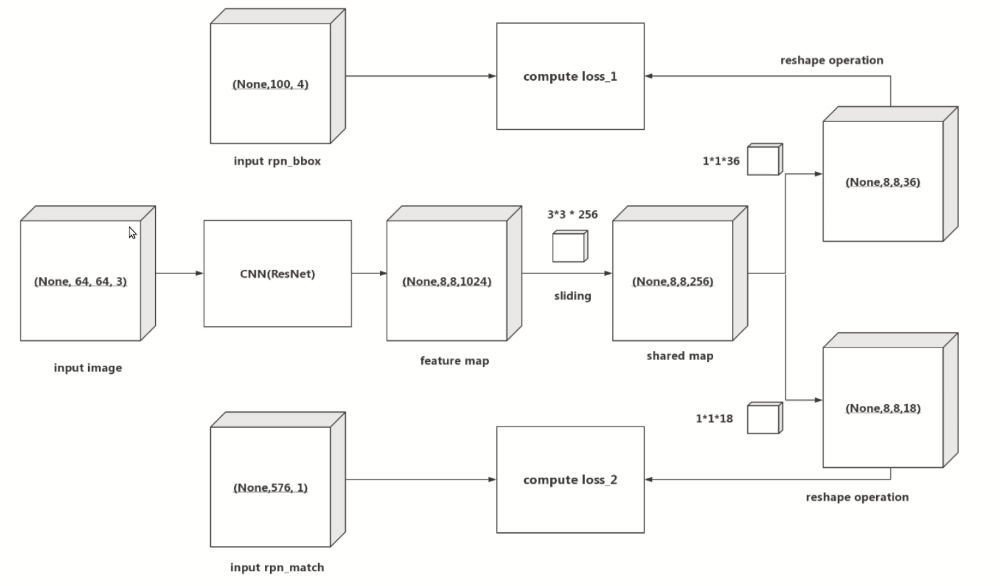 (None,100, 4)
input rpn_bbox
compute loss_1
reshape operation
1*1*36
(None,8,8,36)
(None, 64, 64, 3)
input image
CNN(ResNet)
(None,8,8,1024)
feature map
3*3 * 256
sliding
(None,8,8,256)
shared map
1*1*18
(None,8,8,18)
reshape operation
(None,576, 1)
input rpn_match
compute loss_2